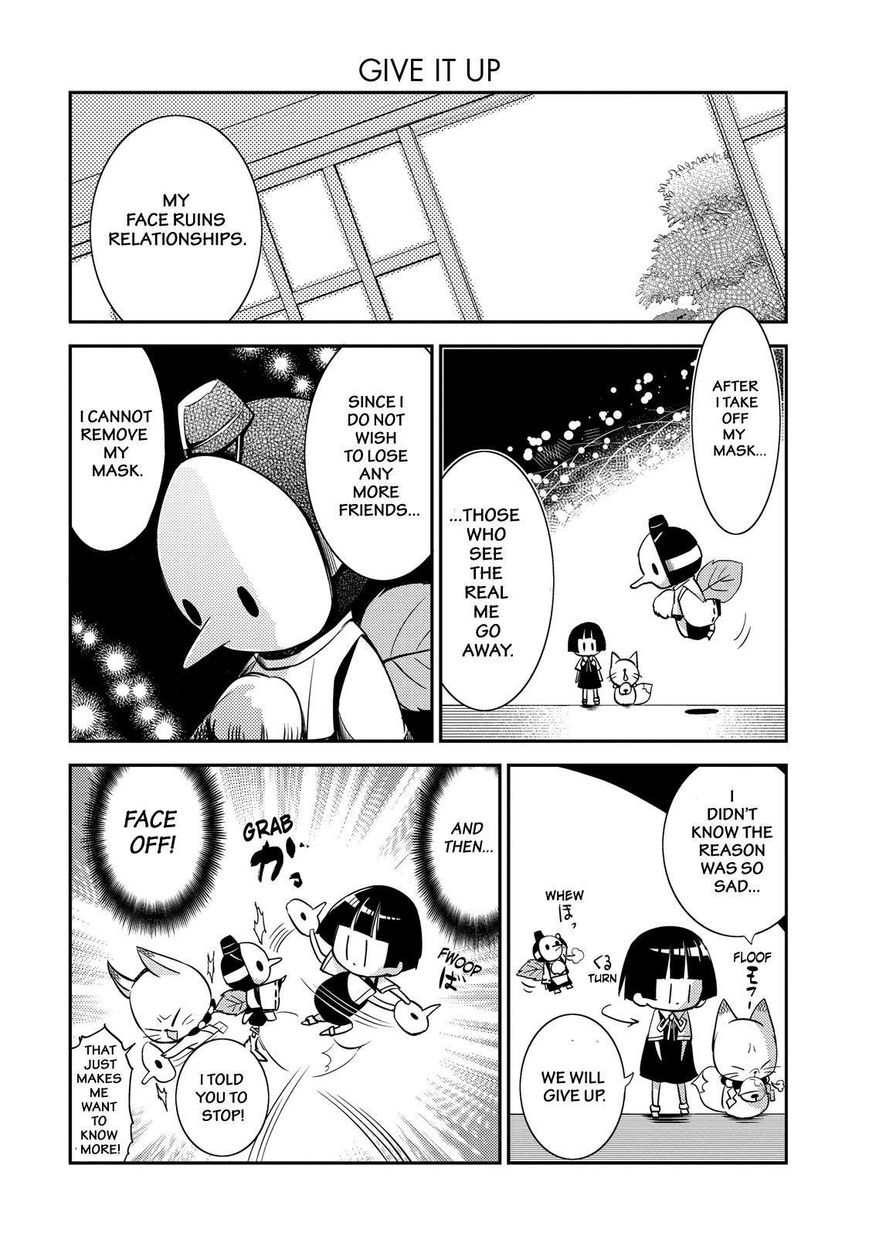 GIVE IT UP
MY
FACE RUINS
RELATIONSHIPS.
AFTER
I TAKE
OFF
MY
MASK...
...THOSE
WHO
SEE
THE
REAL
ME
GO
AWAY.
SINCE I
DO NOT
WISH
TO LOSE
ANY
MORE
FRIENDS...
I CANNOT
REMOVE
MY
MASK.
I
DIDN'T
KNOW THE
REASON
WAS SO
SAD...
FLOOF
モフ
WHEW
ほっ
くる
TURN
WE WILL
GIVE UP.
AND
THEN...
GRAB
がっ
FWOOP
ばっ
FACE
OFF!
I TOLD
YOU TO
STOP!
THAT
JUST
MAKES
ME
WANT
TO
KNOW
MORE!